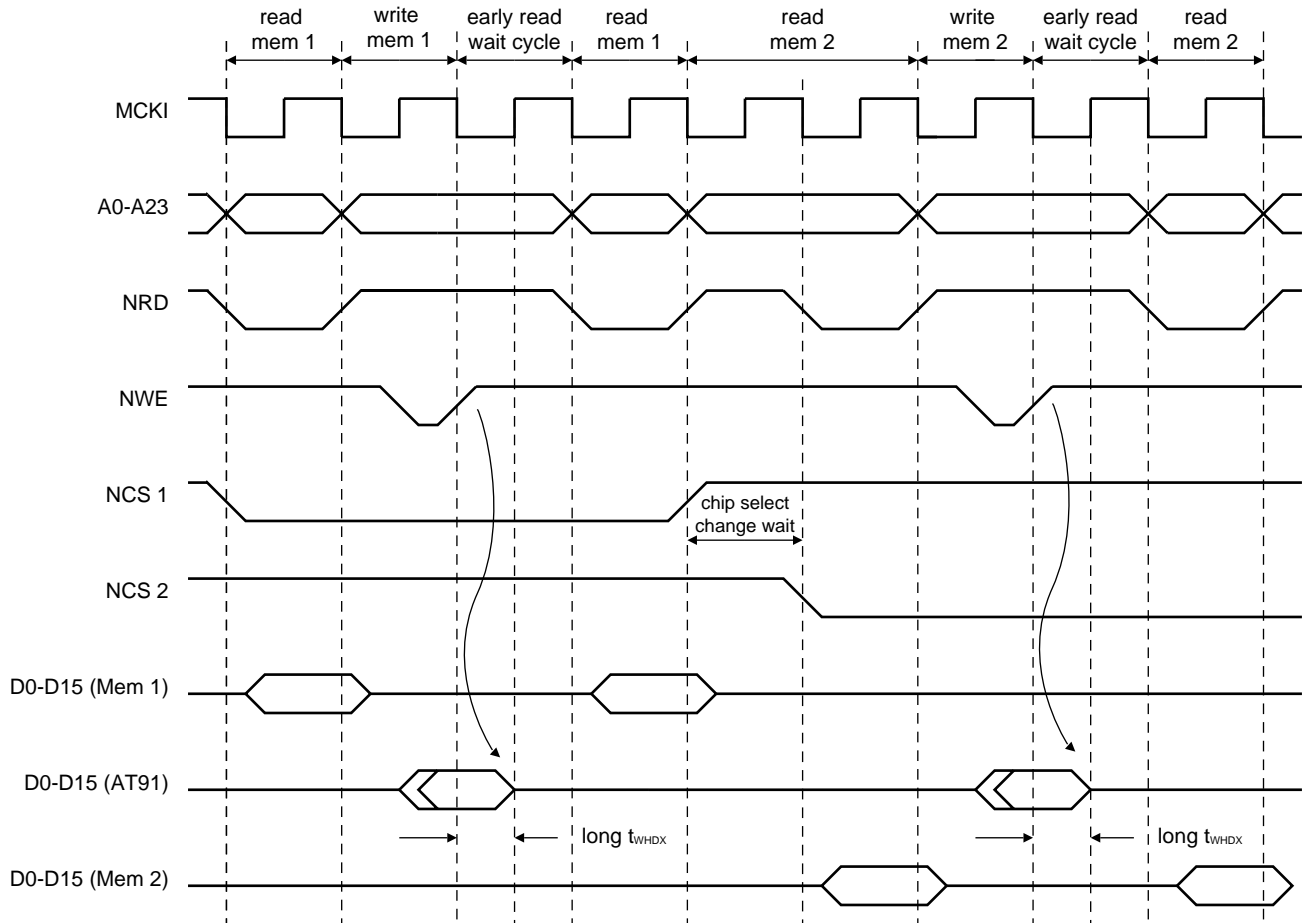 read write early read read read write early read read
mem 1 mem 1 wait cycle mem 1 mem 2 mem 2 wait cycle mem 2
MCKI
A0-A23
NRD
NWE
NCS 1
chip select
change wait
NCS 2
D0-D15 (Mem 1)
D0-D15 (AT91)
long tWHDX long tWHDX
D0-D15 (Mem 2)